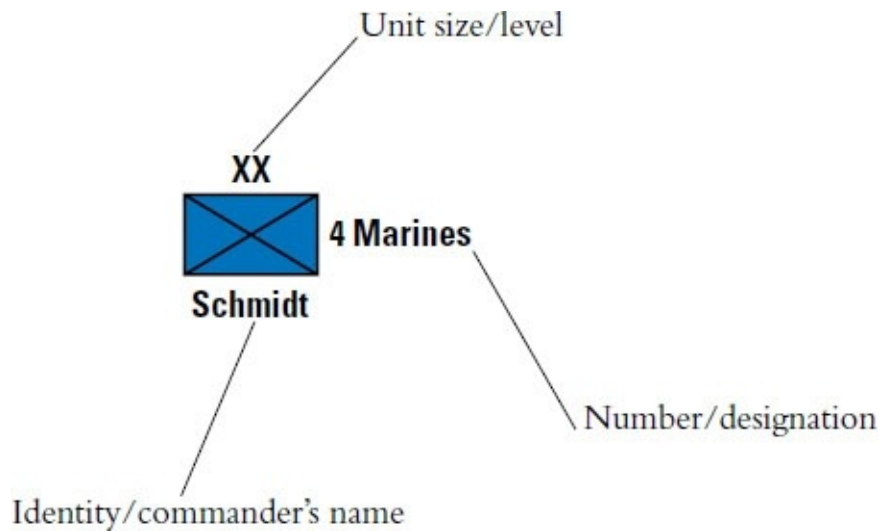 Unit size/level
XX
4 Marines
Schmidt
Number/designation
Identity/commander's name